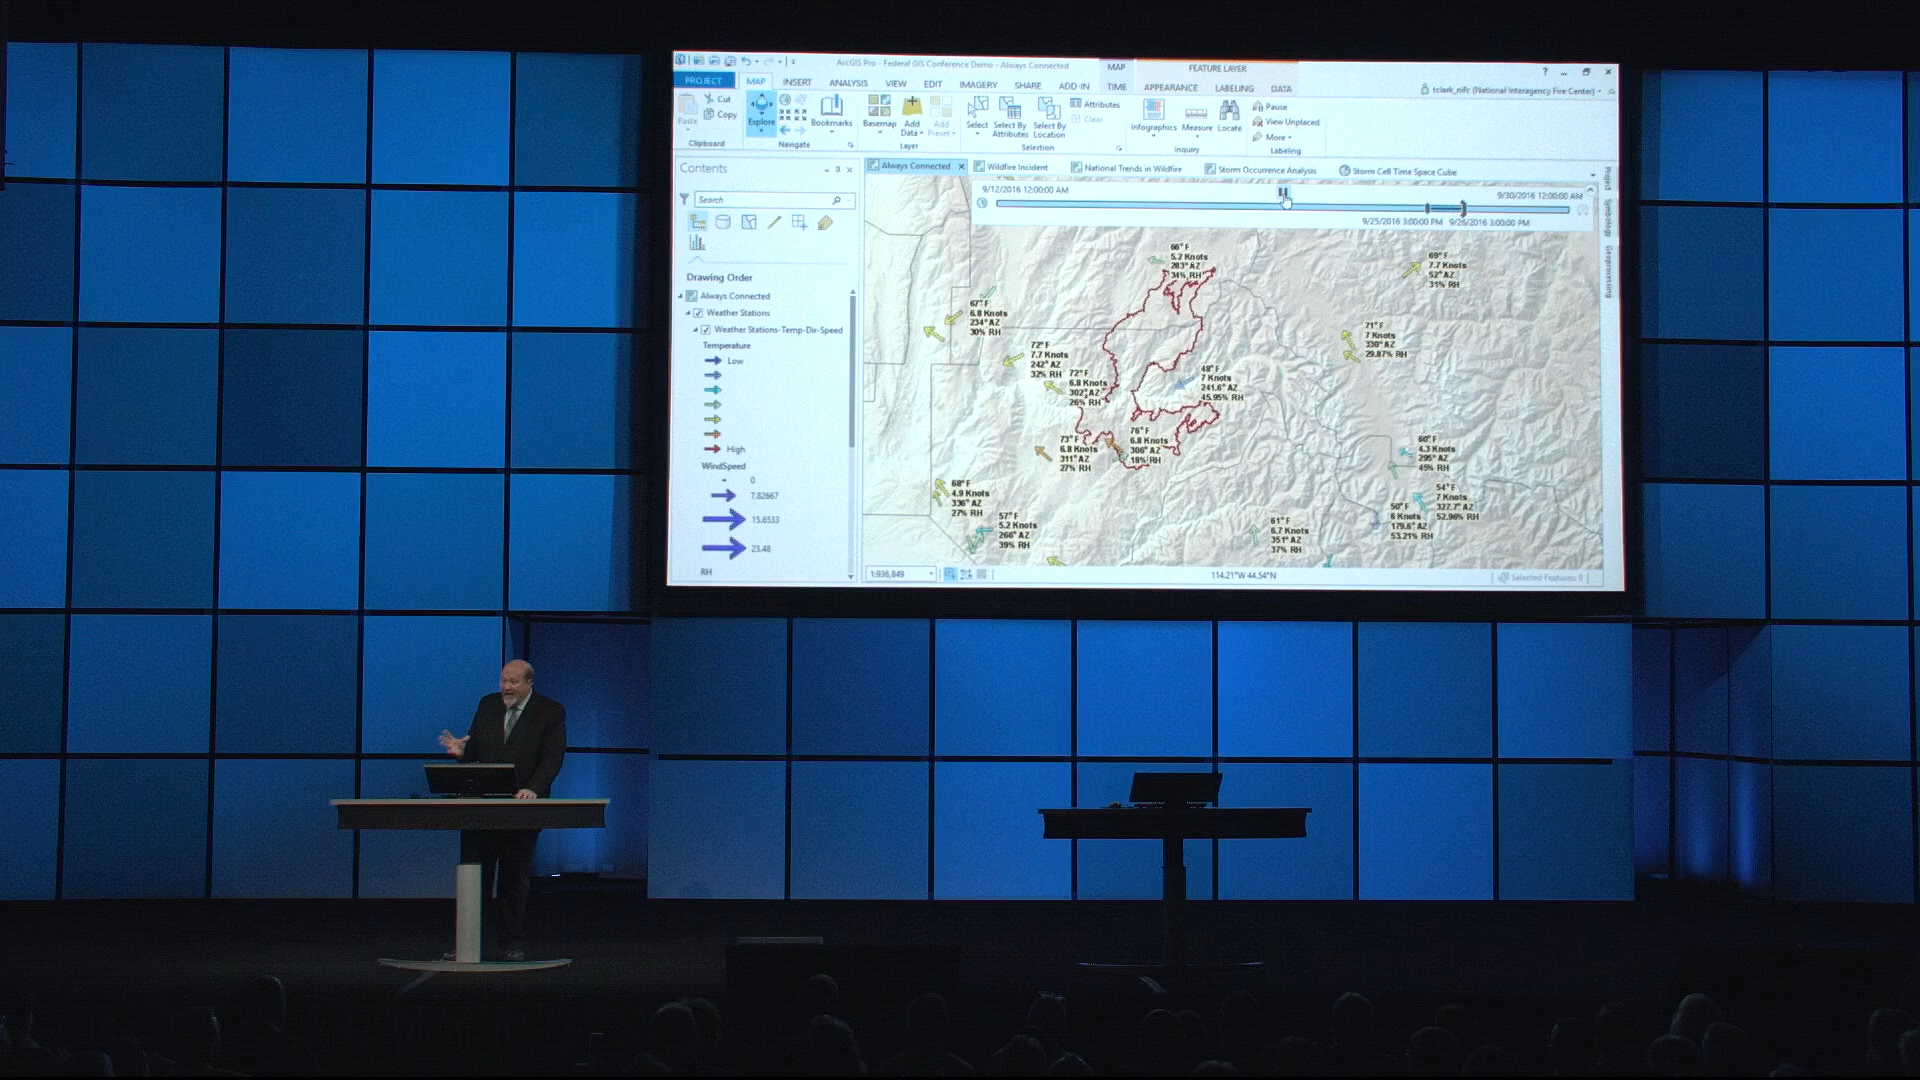 ArcGIS Pro - Federal GIS Conference Demo - Always Connected
MAP
FEATURE LAYER
?
PROJECT
MAP
INSERT
ANALYSIS
VIEW
EDIT
IMAGERY
SHARE
ADD-IN
TIME
APPEARANCE
LABELING
DATA
tclark_nifc (National Interagency Fire Center)
Paste
Cut
Copy
Clipboard
Explore
Bookmarks
Navigate
Basemap
Add Data
Add Preset
Layer
Select
Select By Attributes
Select By Location
Attributes
Clear
Selection
Infographics
Measure
Locate
Inquiry
Pause
View Unplaced
More
Labeling
Contents
Search
Drawing Order
Always Connected
Weather Stations
Weather Stations-Temp-Dir-Speed
Temperature
Low
High
WindSpeed
0
7.82667
15.6533
23.48
RH
Always Connected
Wildfire Incident
National Trends in Wildfire
Storm Occurrence Analysis
Storm Cell Time Space Cube
Project
Symbology
Geoprocessing
9/12/2016 12:00:00 AM
9/30/2016 12:00:00 AM
9/25/2016 3:00:00 PM
9/26/2016 3:00:00 PM
66° F
5.2 Knots
283° AZ
34% RH
69° F
7.7 Knots
52° AZ
31% RH
67° F
6.8 Knots
234° AZ
30% RH
71° F
7 Knots
330° AZ
29.87% RH
72° F
7.7 Knots
242° AZ
32% RH
72° F
6.8 Knots
302° AZ
26% RH
48° F
7 Knots
241.6° AZ
45.95% RH
73° F
6.8 Knots
311° AZ
27% RH
76° F
6.8 Knots
306° AZ
18% RH
60° F
4.3 Knots
295° AZ
45% RH
68° F
4.9 Knots
336° AZ
27% RH
54° F
7 Knots
327.7° AZ
52.96% RH
57° F
5.2 Knots
266° AZ
39% RH
50° F
6 Knots
179.6° AZ
53.21% RH
61° F
6.7 Knots
351° AZ
37% RH
1:936,849
114.21°W 44.54°N
Selected Features: 0